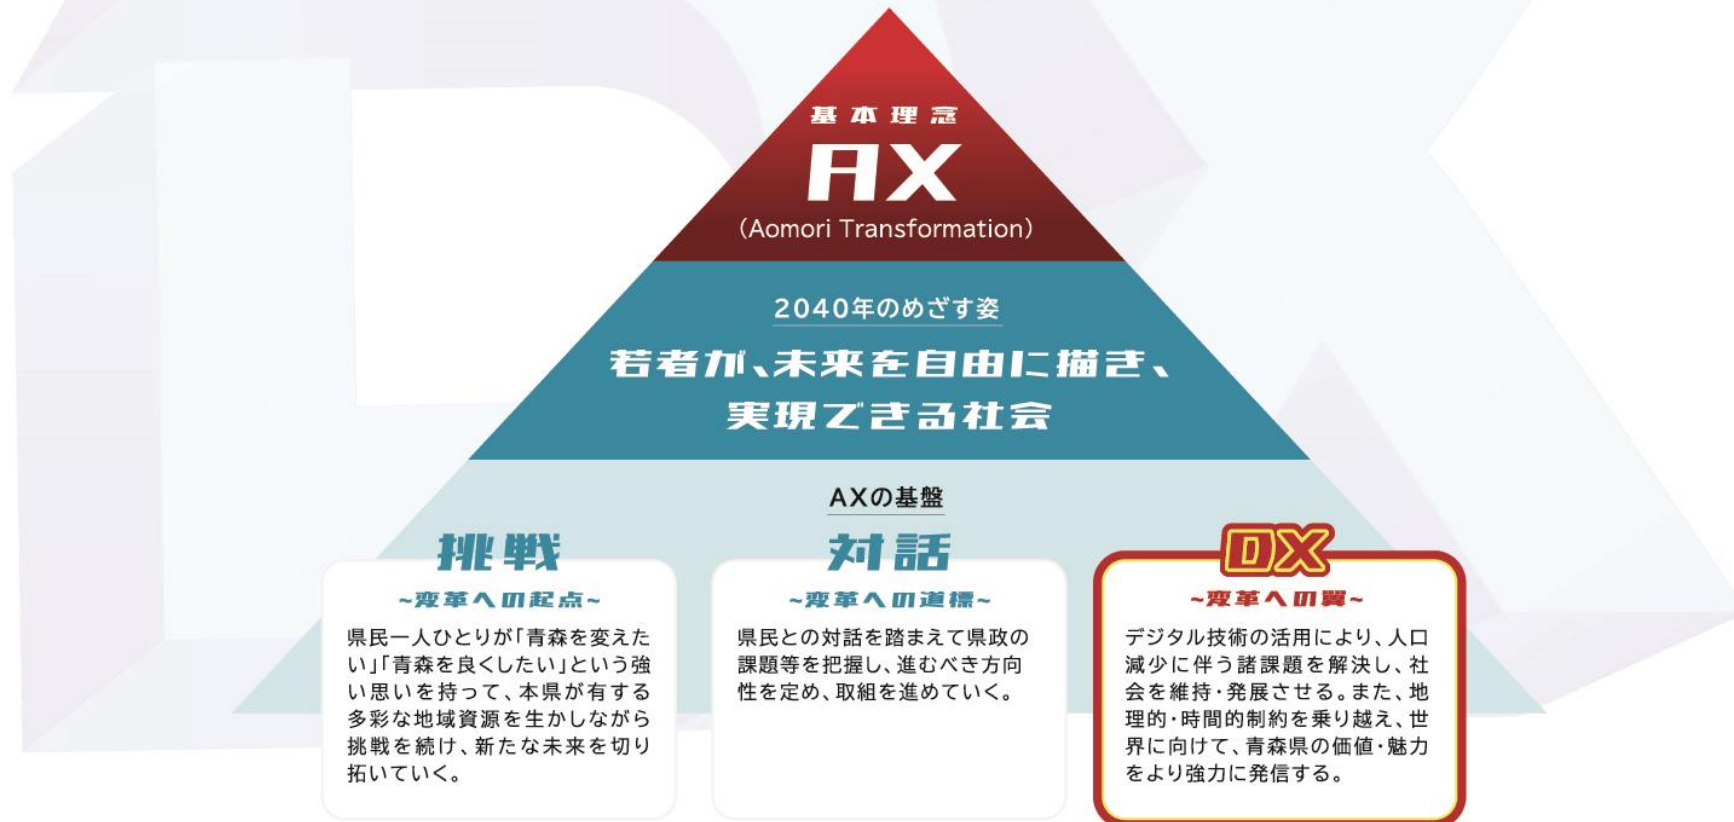 基本理念
AX
(Aomori Transformation)
2040年のめざす姿
若者が、未来を自由に描き、
実現できる社会
AXの基盤
挑戦
~変革への起点~
県民一人ひとりが「青森を変えた
い」「青森を良くしたい」という強
い思いを持って、本県が有する
多彩な地域資源を生かしながら
挑戦を続け、新たな未来を切り
拓いていく。
対話
~変革への道標~
県民との対話を踏まえて県政の
課題等を把握し、進むべき方向
性を定め、取組を進めていく。
DX
~変革への翼~
デジタル技術の活用により、人口
減少に伴う諸課題を解決し、社
会を維持・発展させる。また、地
理的・時間的制約を乗り越え、世
界に向けて、青森県の価値・魅力
をより強力に発信する。